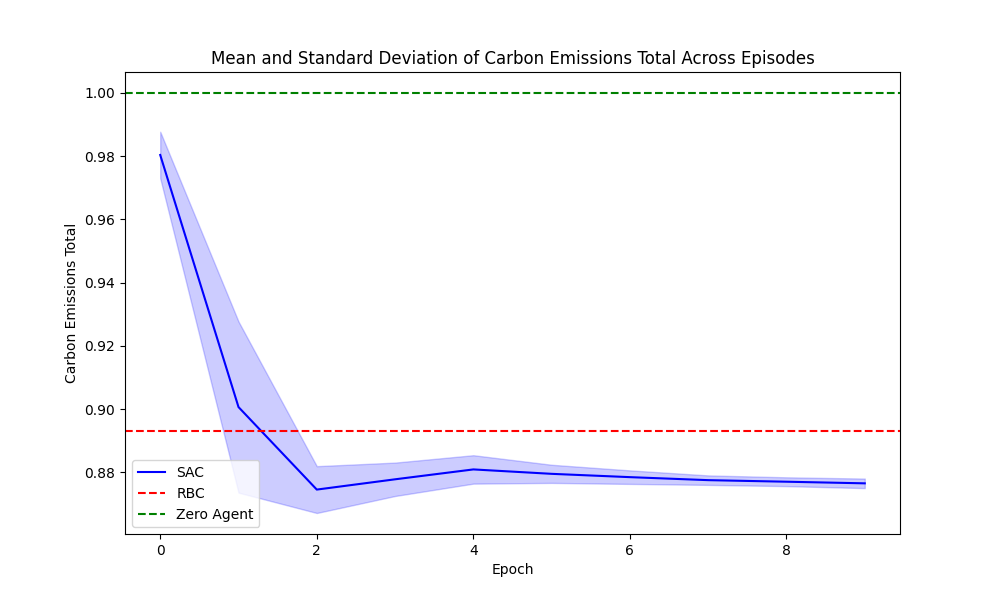 Mean and Standard Deviation of Carbon Emissions Total Across Episodes
Carbon Emissions Total
1.00
0.98
0.96
0.94
0.92
0.90
0.88
SAC
RBC
Zero Agent
0
2
4
6
8
Epoch